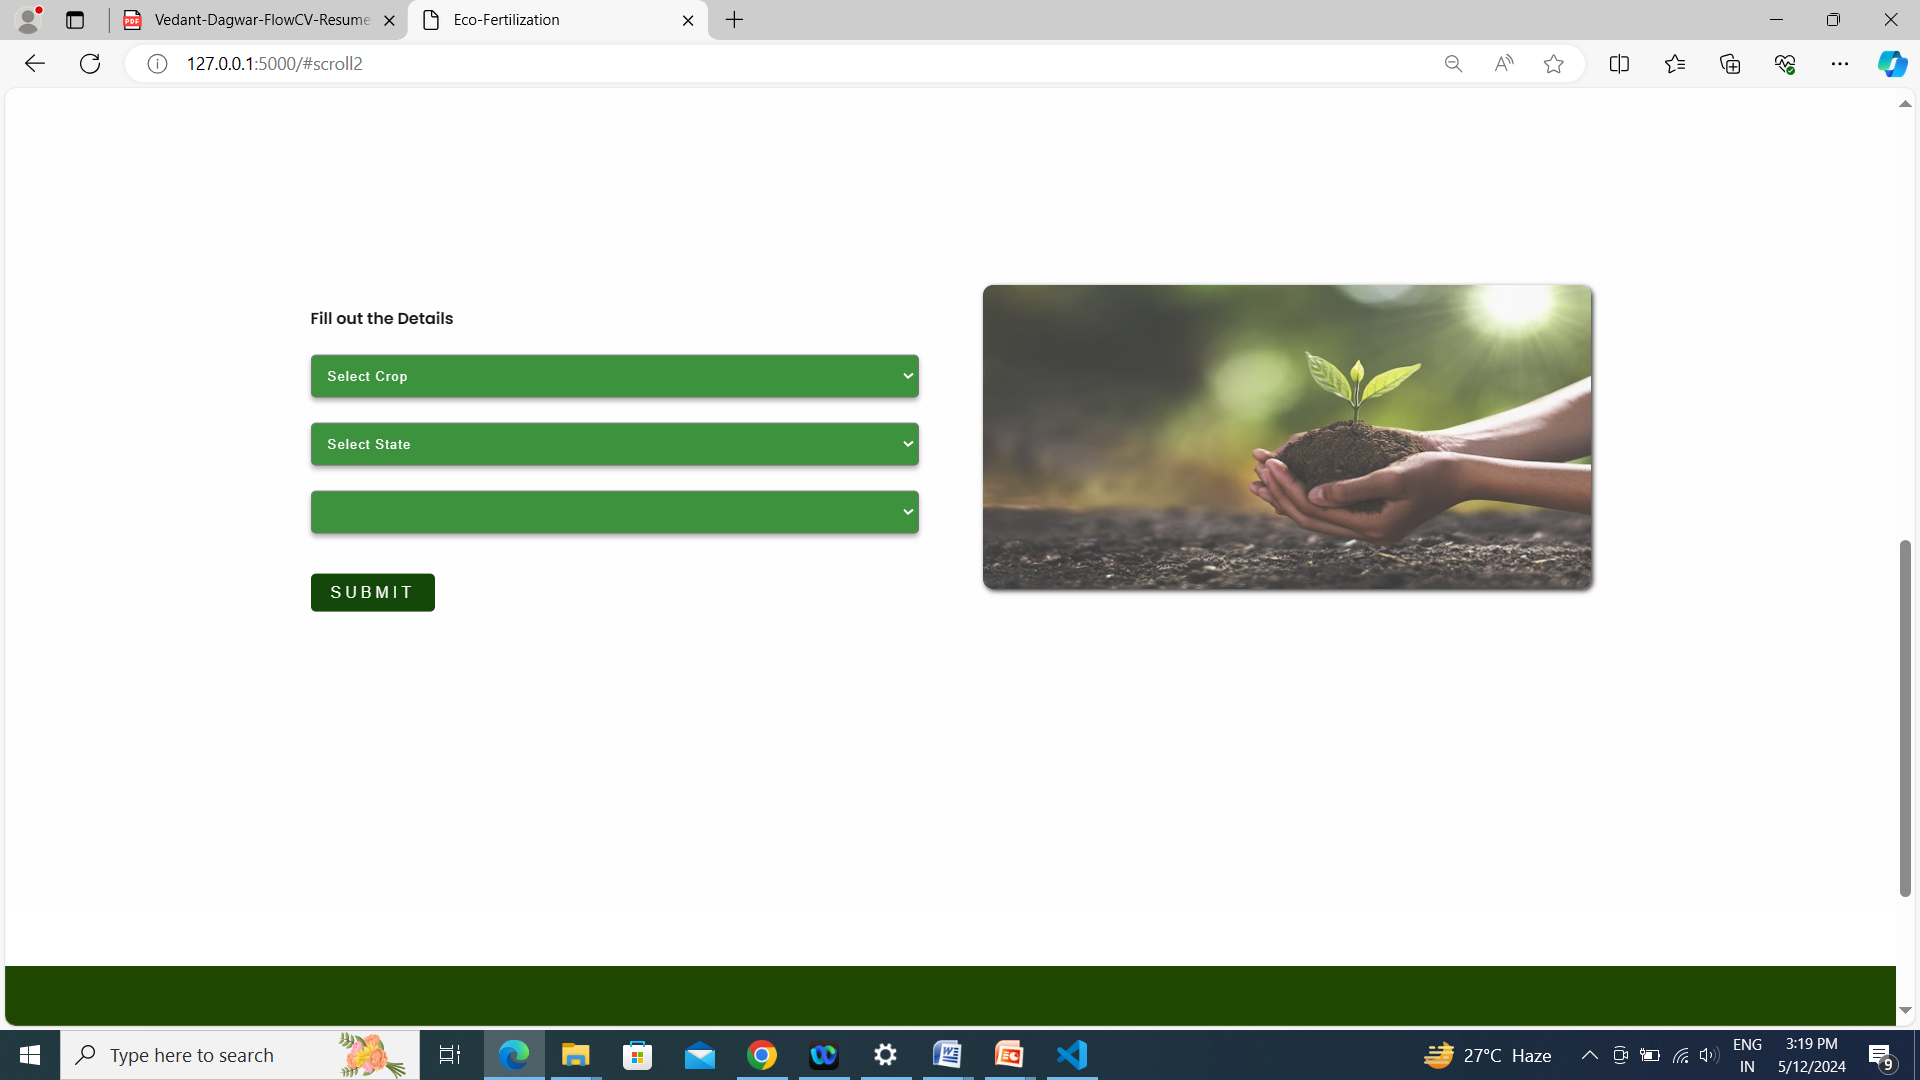 Vedant-Dagwar-FlowCV-Resume
Eco-Fertilization
127.0.0.1:5000/#scroll2
Fill out the Details
Select Crop
Select State
SUBMIT
Type here to search
27°C Haze
ENG
IN
3:19 PM
5/12/2024
9